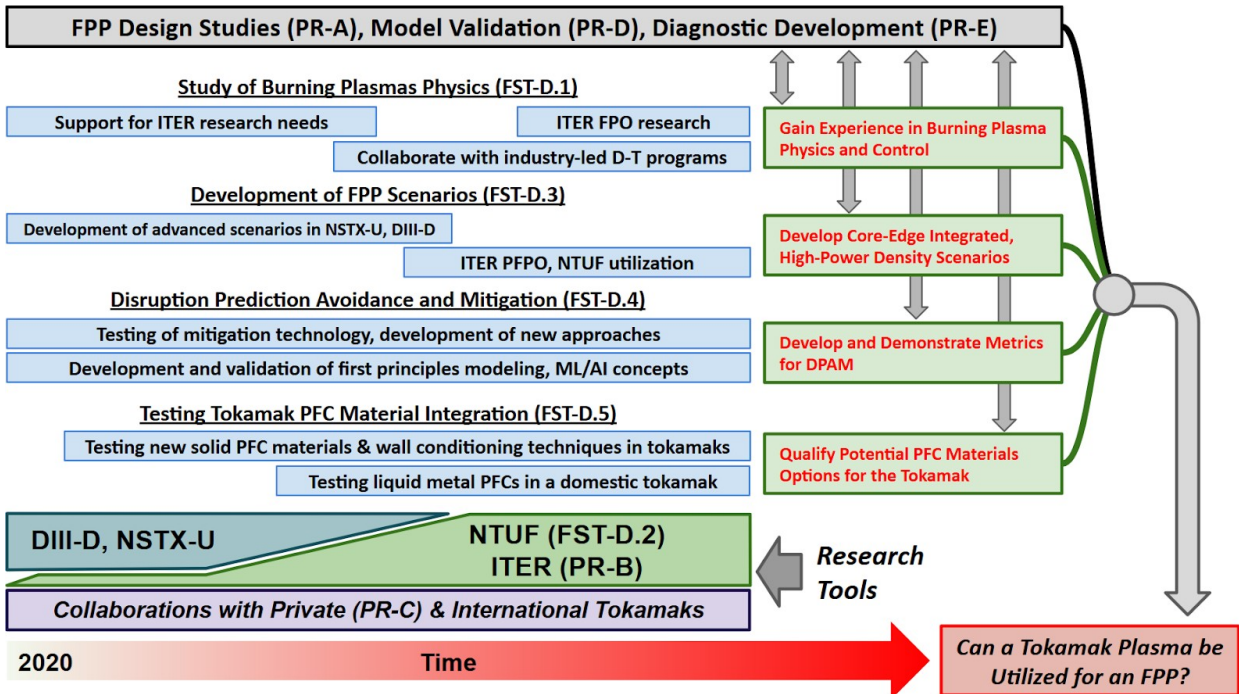 FPP Design Studies (PR-A), Model Validation (PR-D), Diagnostic Development (PR-E)
Study of Burning Plasmas Physics (FST-D.1)
Support for ITER research needs
ITER FPO research
Collaborate with industry-led D-T programs
Gain Experience in Burning Plasma
Physics and Control
Development of FPP Scenarios (FST-D.3)
Development of advanced scenarios in NSTX-U, DIII-D
ITER PFPO, NTUF utilization
Develop Core-Edge Integrated,
High-Power Density Scenarios
Disruption Prediction Avoidance and Mitigation (FST-D.4)
Testing of mitigation technology, development of new approaches
Development and validation of first principles modeling, ML/AI concepts
Develop and Demonstrate Metrics
for DPAM
Testing Tokamak PFC Material Integration (FST-D.5)
Testing new solid PFC materials & wall conditioning techniques in tokamaks
Testing liquid metal PFCs in a domestic tokamak
Qualify Potential PFC Materials
Options for the Tokamak
DIII-D, NSTX-U
NTUF (FST-D.2)
ITER (PR-B)
Research
Tools
Collaborations with Private (PR-C) & International Tokamaks
2020
Time
Can a Tokamak Plasma be
Utilized for an FPP?